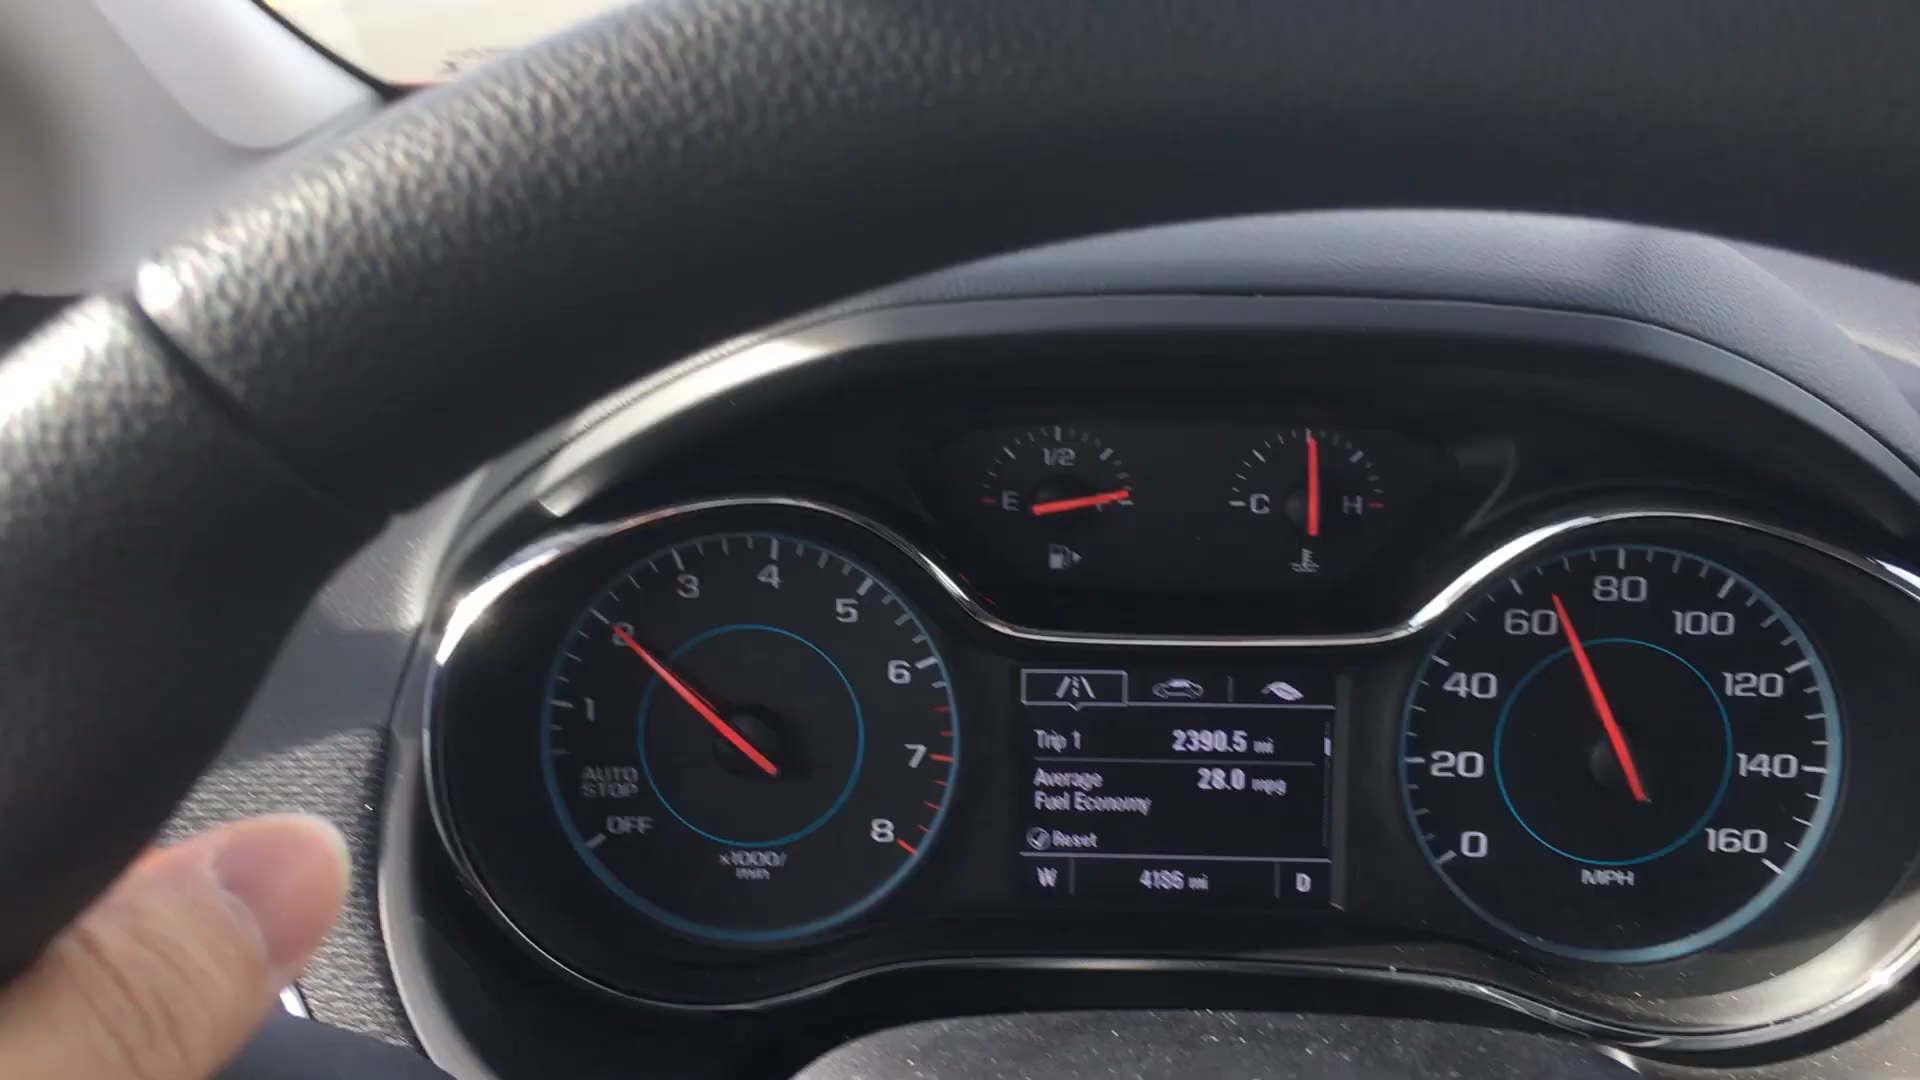 1/2
E
C
H
1
2
3
4
5
6
7
8
AUTO
STOP
OFF
x1000/
min
Trip 1 2390.5 mi
Average 28.0 mpg
Fuel Economy
Reset
W 4186 mi D
0
20
40
60
80
100
120
140
160
MPH